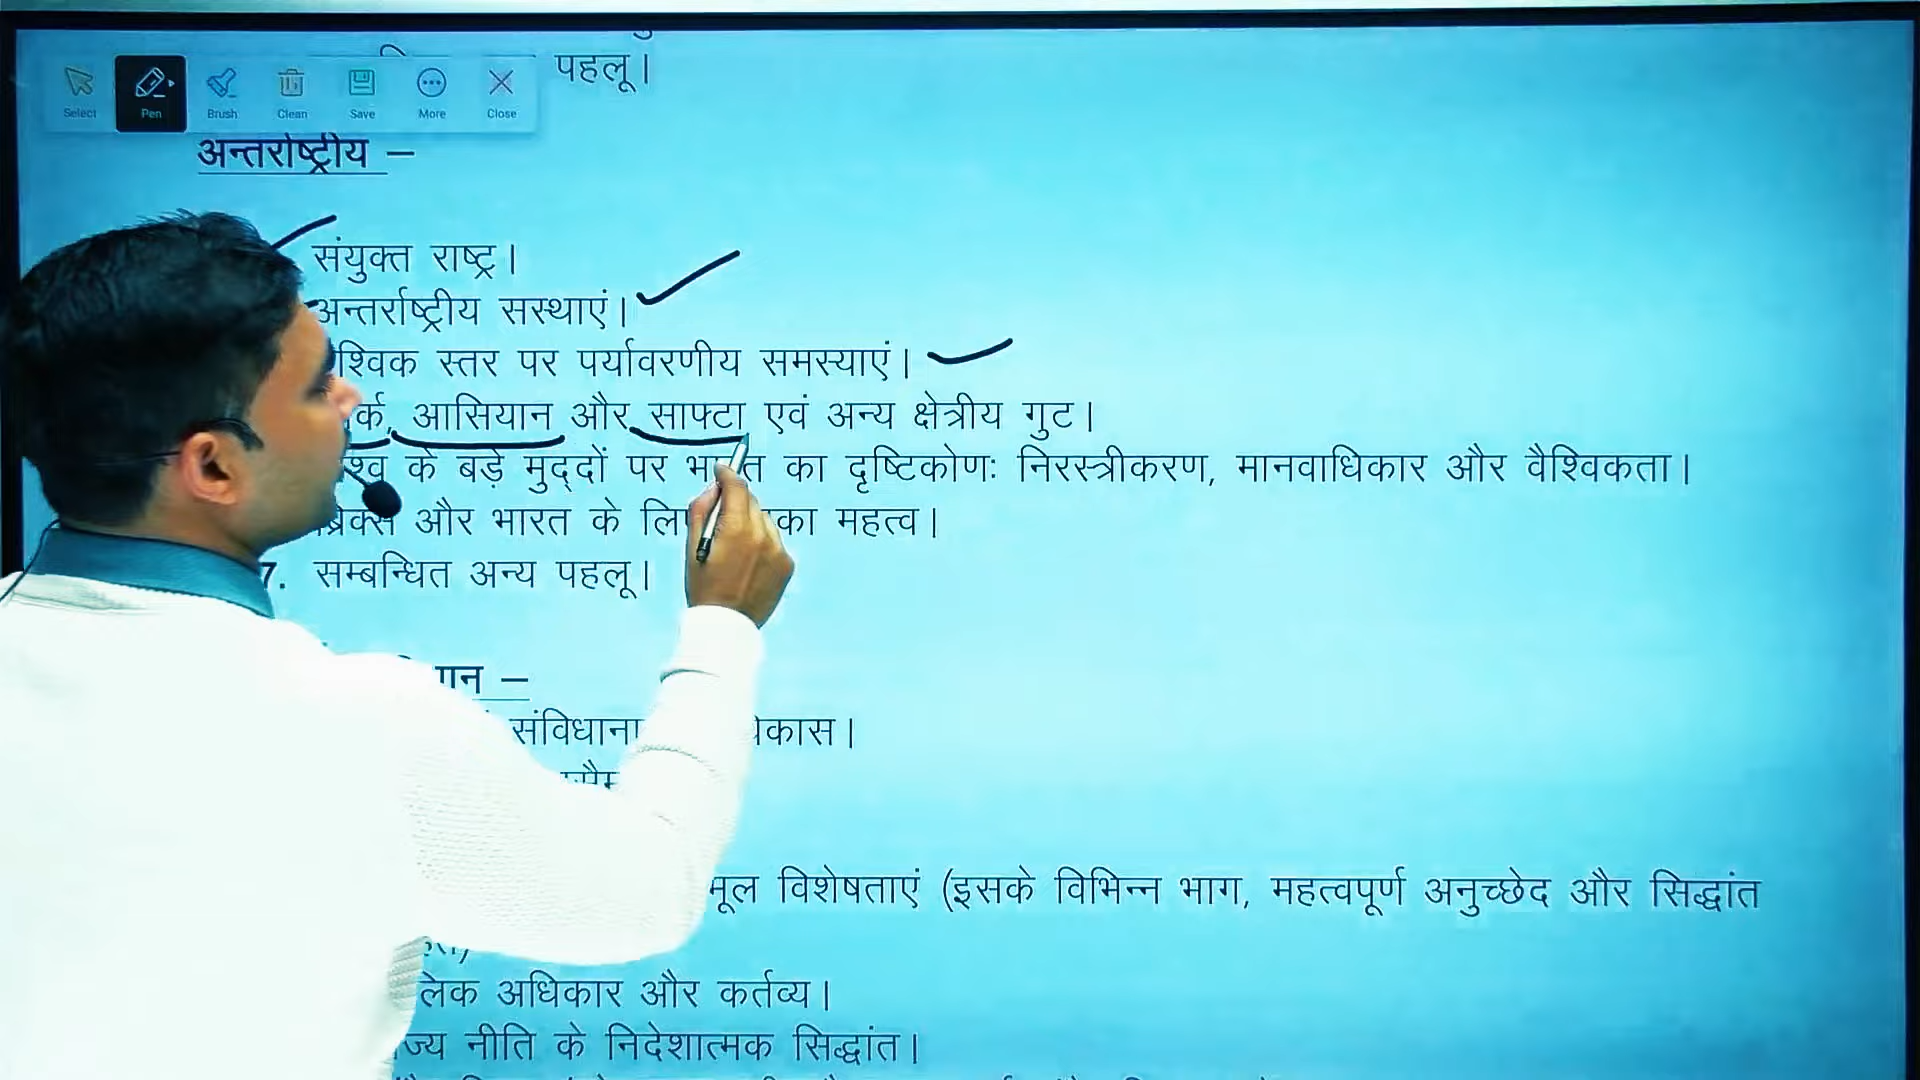 पहलू।
Select Pen Brush Clean Save More Close
अन्तर्राष्ट्रीय –
संयुक्त राष्ट्र।
अन्तर्राष्ट्रीय सस्थाएं।
स्तर पर पर्यावरणीय समस्याएं।
आसियान और साफ्टा एवं अन्य क्षेत्रीय गुट।
के बड़े मुद्दों पर भारत का दृष्टिकोणः निरस्त्रीकरण, मानवाधिकार और वैश्विकता।
ब्रिक्स और भारत के महत्व।
7. सम्बन्धित अन्य पहलू।
मूल विशेषताएं (इसके विभिन्न भाग, महत्वपूर्ण अनुच्छेद और सिद्धांत
अधिकार और कर्तव्य।
नीति के निदेशात्मक सिद्धांत।